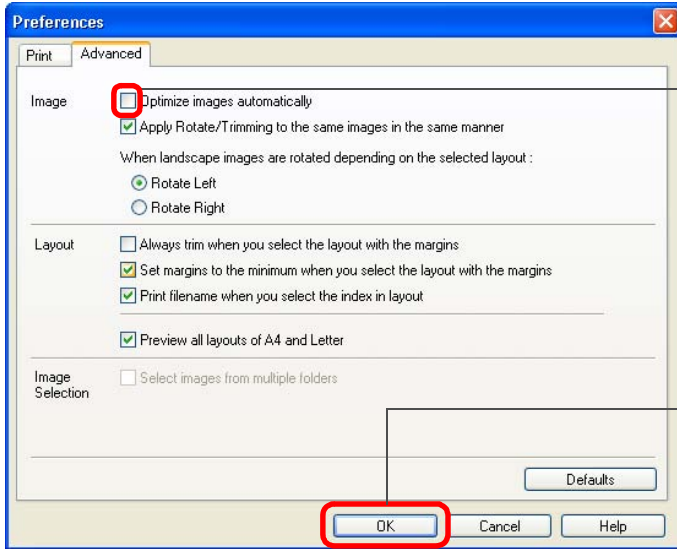 Preferences
Print Advanced
Image Optimize images automatically
Apply Rotate/Trimming to the same images in the same manner
When landscape images are rotated depending on the selected layout :
Rotate Left
Rotate Right
Layout Always trim when you select the layout with the margins
Set margins to the minimum when you select the layout with the margins
Print filename when you select the index in layout
Preview all layouts of A4 and Letter
Image Select images from multiple folders
Selection
Defaults
OK Cancel Help